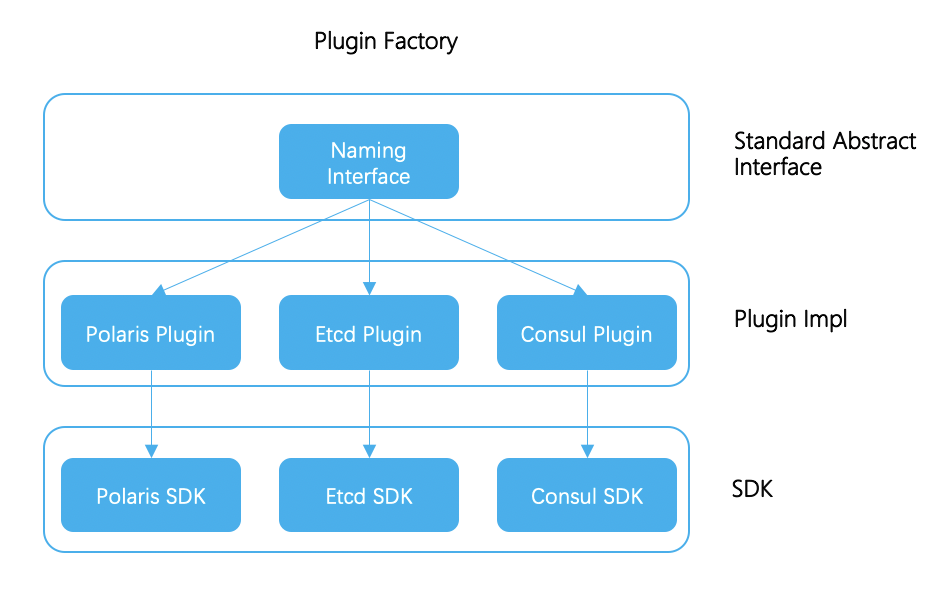 Plugin Factory
Naming
Interface
Standard Abstract
Interface
Polaris Plugin
Etcd Plugin
Consul Plugin
Plugin Impl
Polaris SDK
Etcd SDK
Consul SDK
SDK